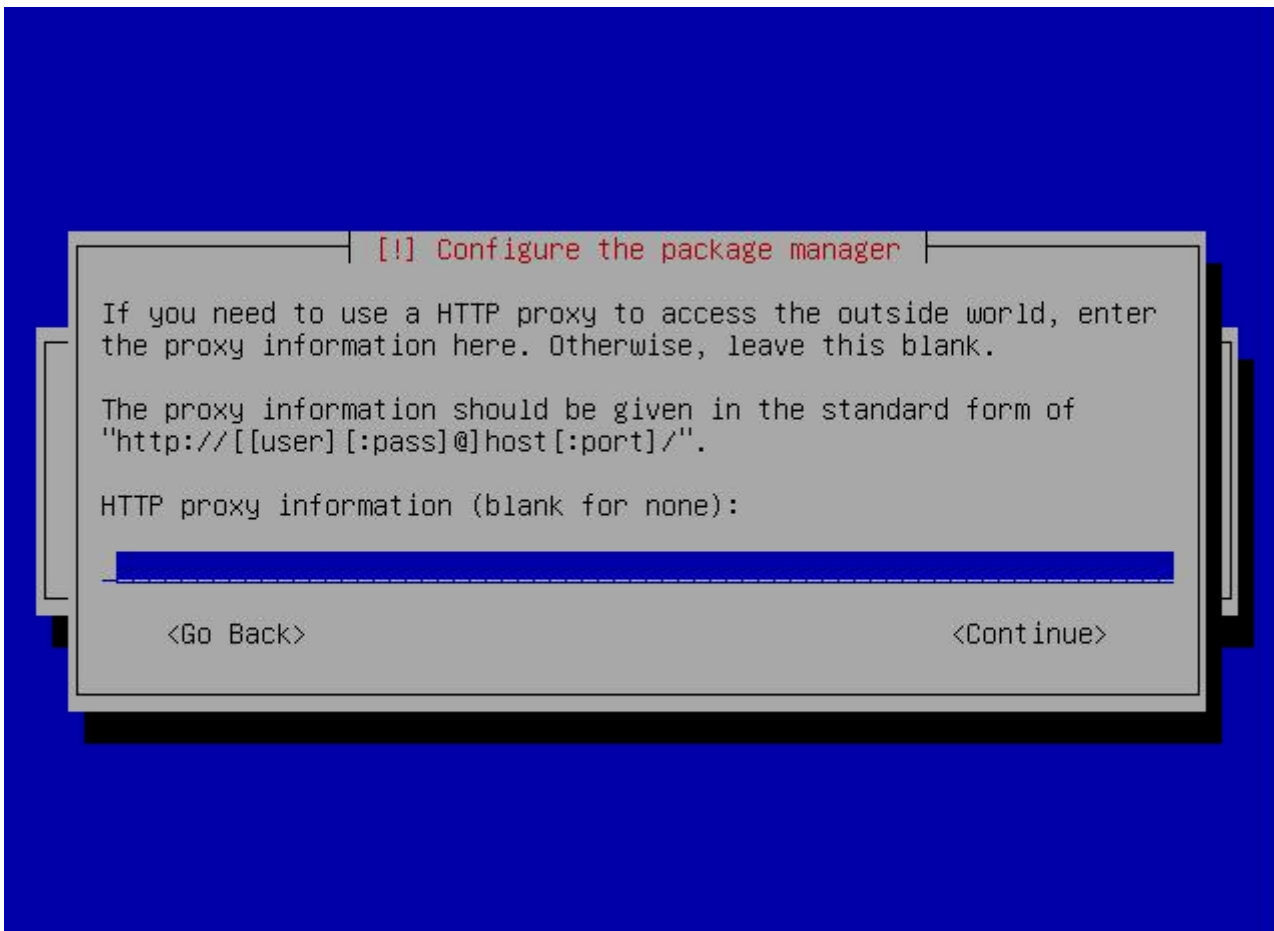 [!] Configure the package manager
If you need to use a HTTP proxy to access the outside world, enter
the proxy information here. Otherwise, leave this blank.
The proxy information should be given in the standard form of
"http://[[user][:pass]@]host[:port]/".
HTTP proxy information (blank for none):
<Go Back> <Continue>